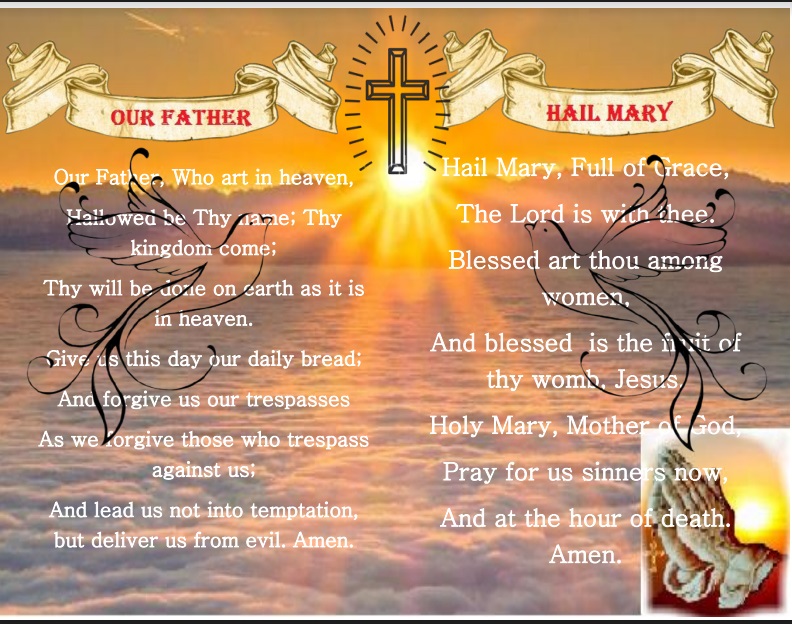 OUR FATHER
Our Father, Who art in heaven,
Hallowed be Thy name; Thy
kingdom come;
Thy will be done on earth as it is
in heaven.
Give us this day our daily bread;
And forgive us our trespasses
As we forgive those who trespass
against us;
And lead us not into temptation,
but deliver us from evil. Amen.
HAIL MARY
Hail Mary, Full of Grace,
The Lord is with thee.
Blessed art thou among
women,
And blessed  is the fruit of
thy womb, Jesus.
Holy Mary, Mother of God,
Pray for us sinners now,
And at the hour of death.
Amen.